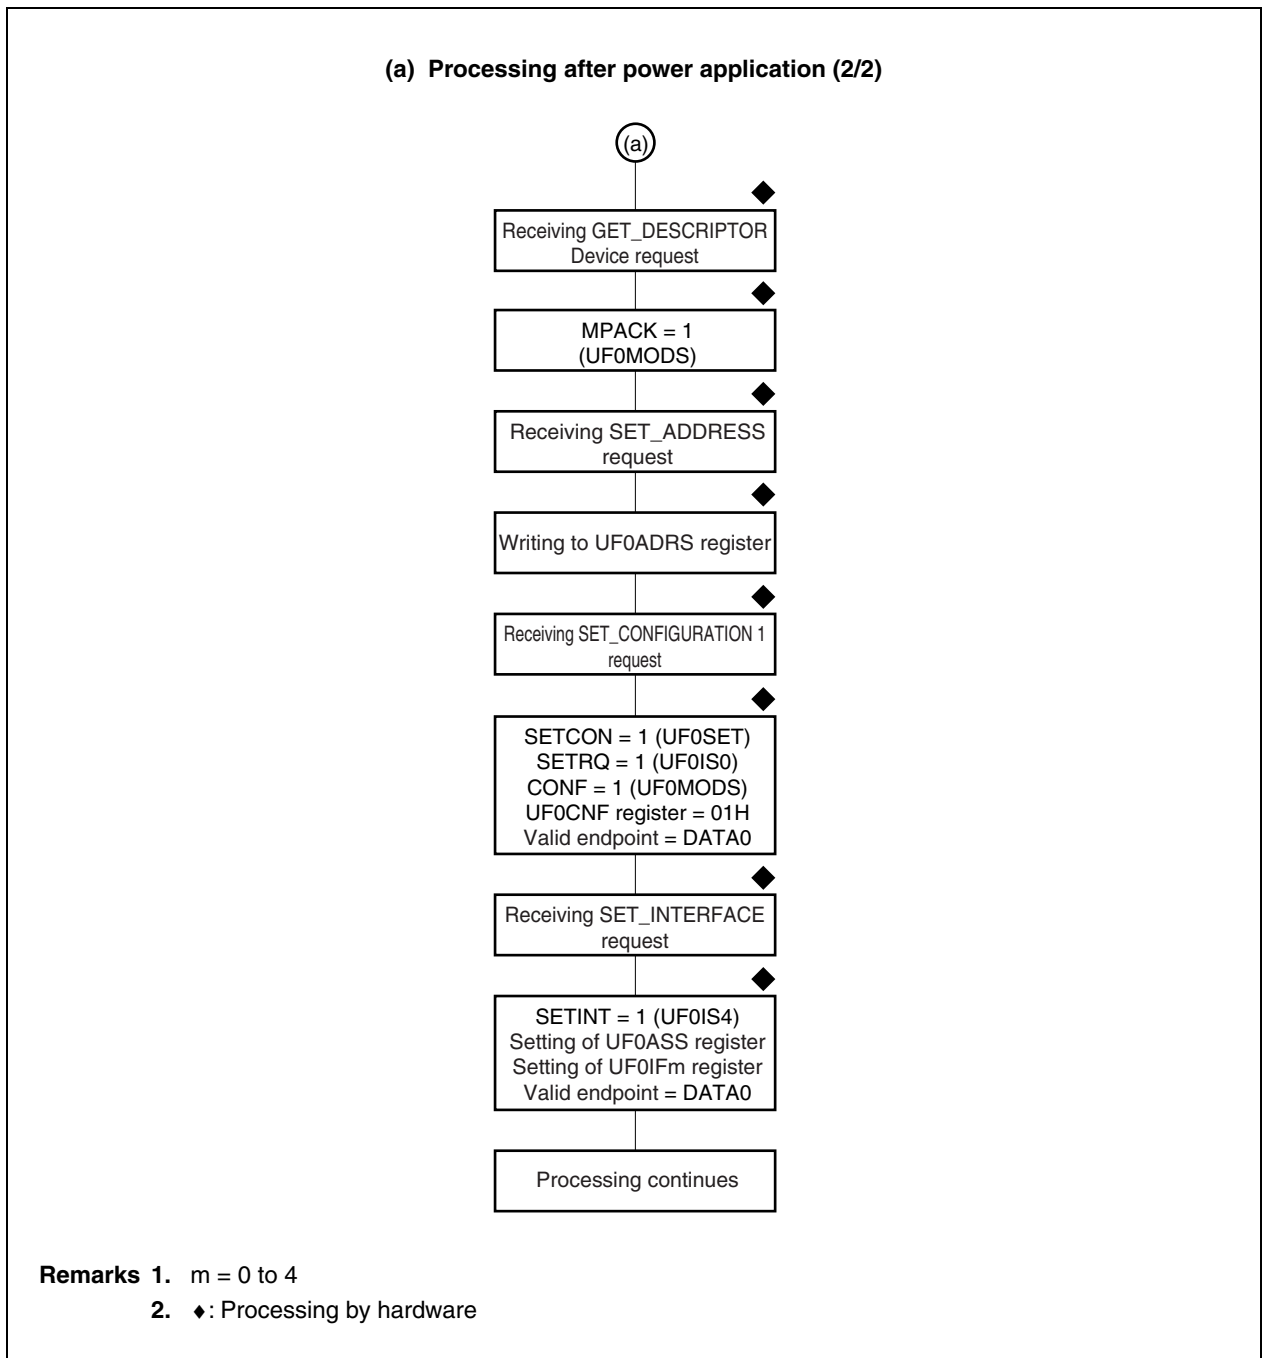 (a) Processing after power application (2/2)
(a)
Receiving GET_DESCRIPTOR
Device request
MPACK = 1
(UF0MODS)
Receiving SET_ADDRESS
request
Writing to UF0ADRS register
Receiving SET_CONFIGURATION 1
request
SETCON = 1 (UF0SET)
SETRQ = 1 (UF0IS0)
CONF = 1 (UF0MODS)
UF0CNF register = 01H
Valid endpoint = DATA0
Receiving SET_INTERFACE
request
SETINT = 1 (UF0IS4)
Setting of UF0ASS register
Setting of UF0IFm register
Valid endpoint = DATA0
Processing continues
Remarks 1. m = 0 to 4
2. ♦: Processing by hardware